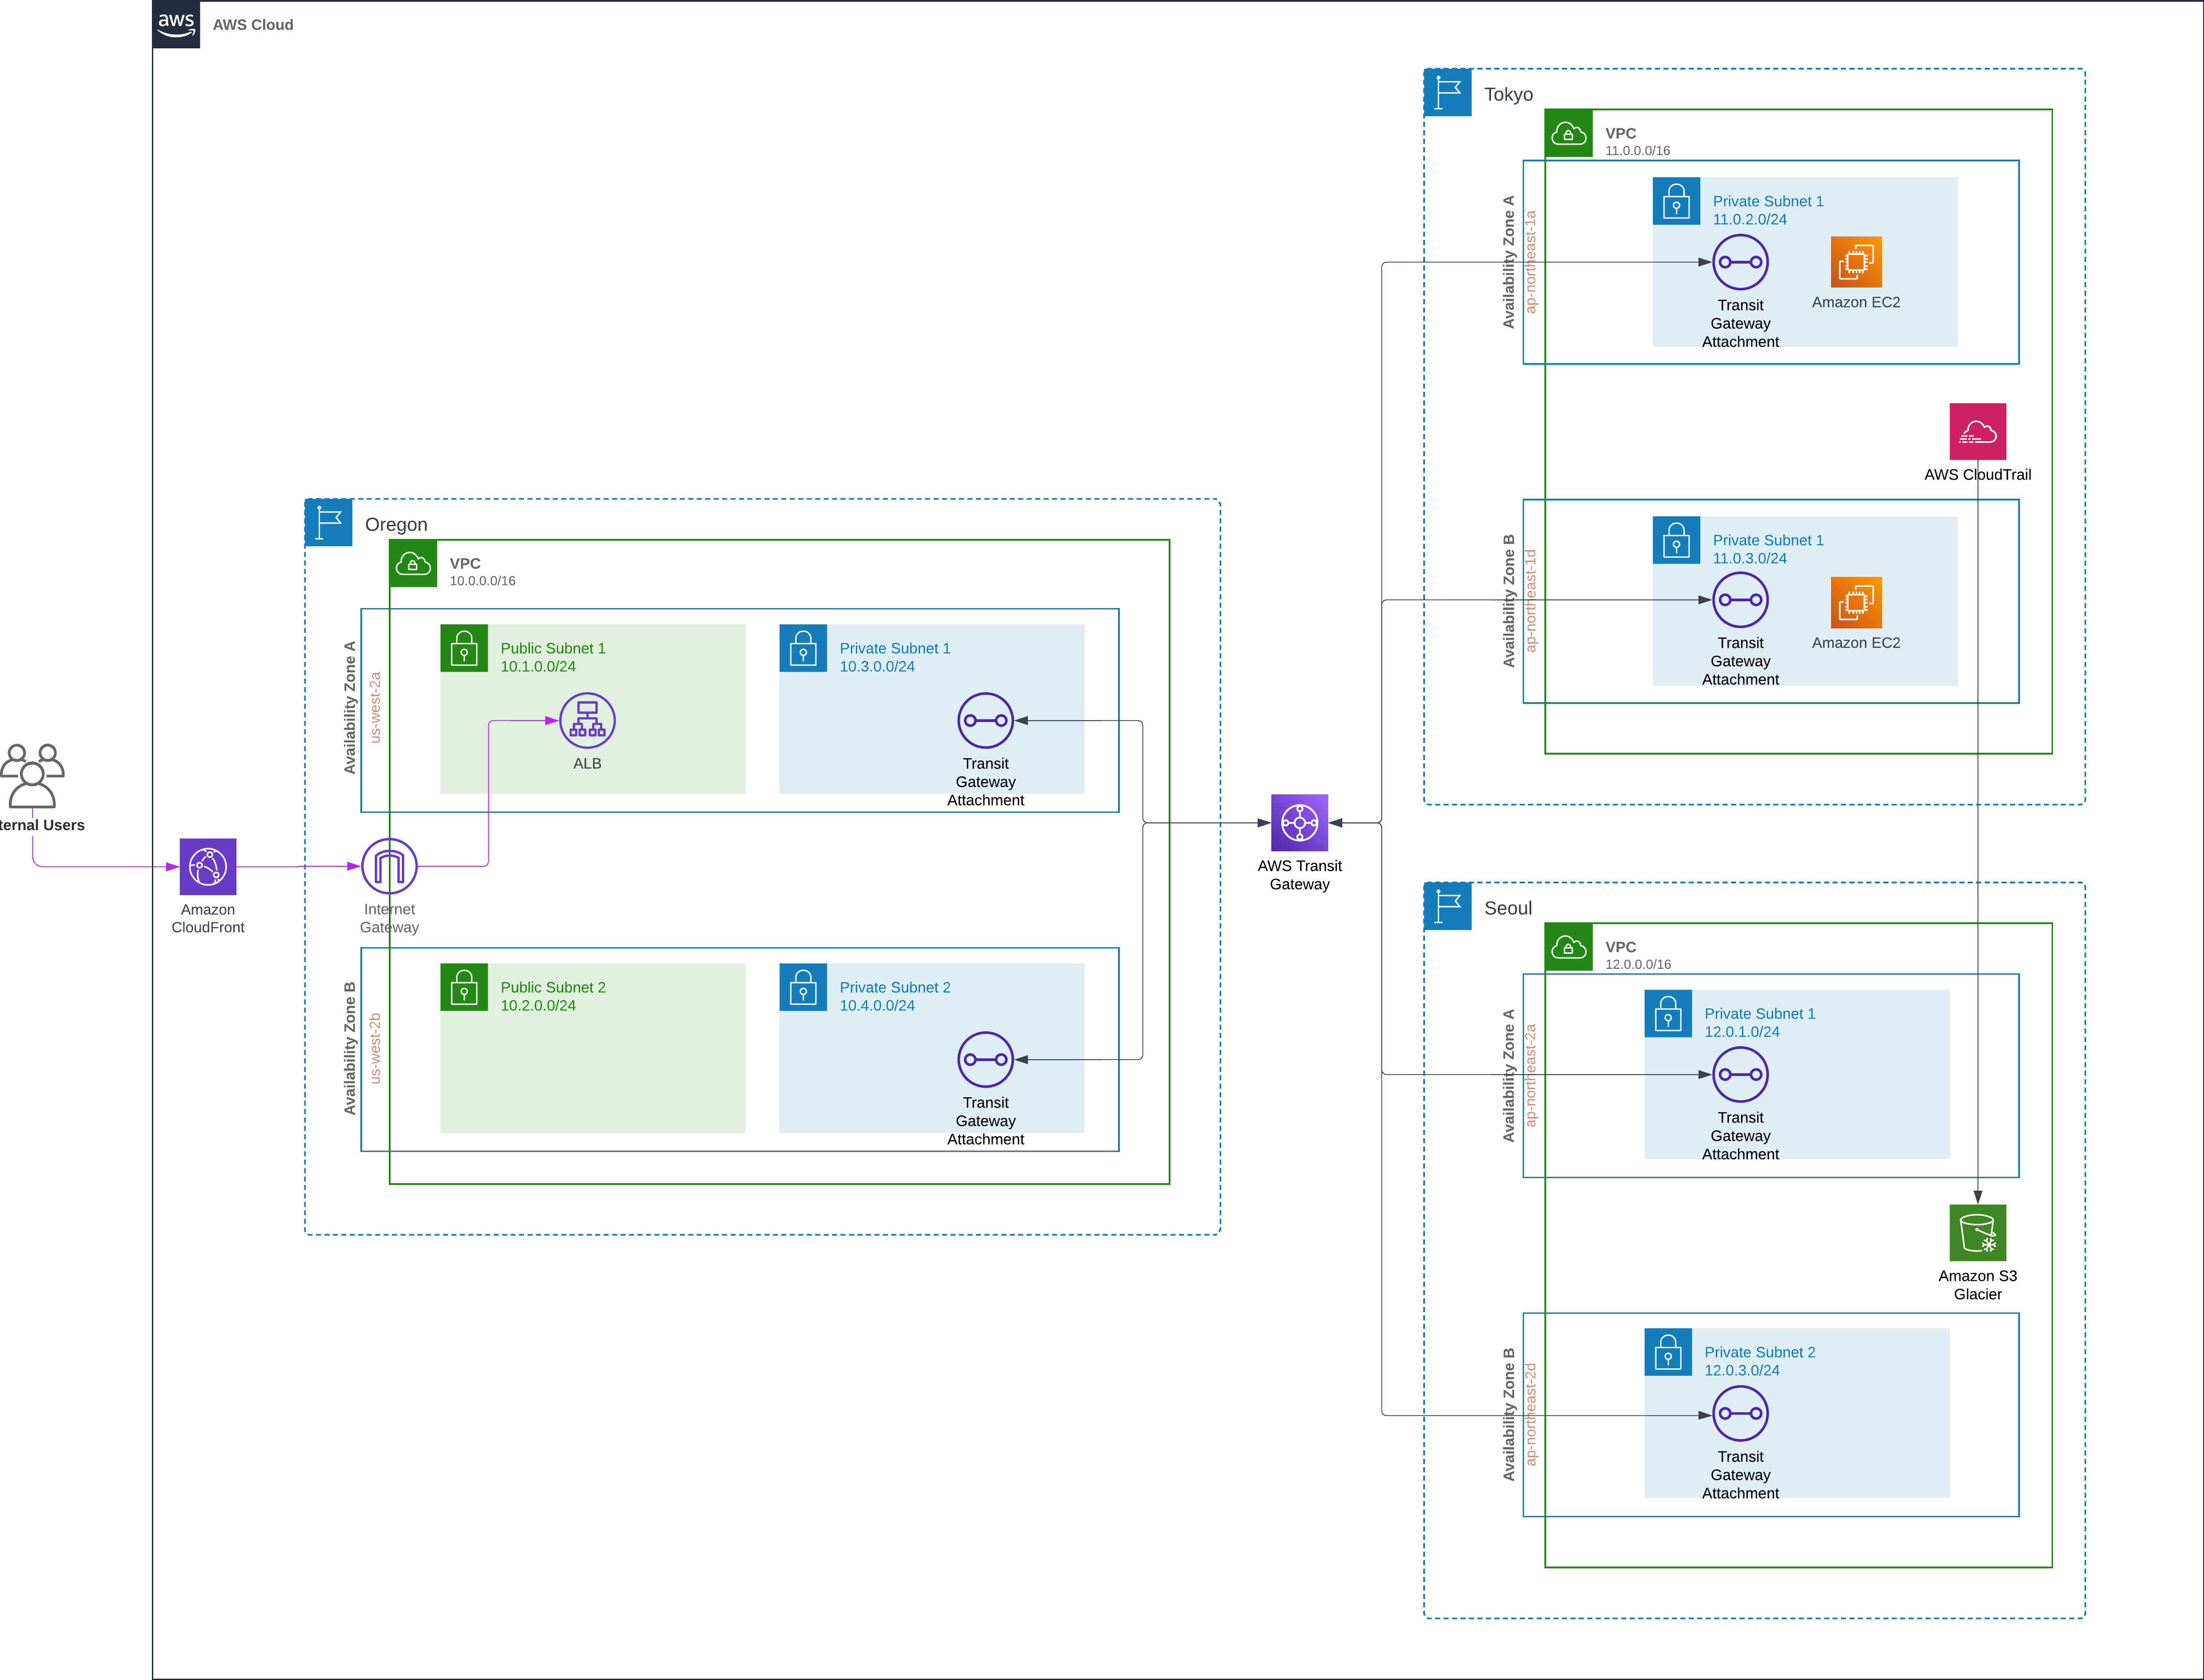 aws
AWS Cloud
Tokyo
VPC
11.0.0.0/16
Availability Zone A
ap-northeast-1a
Private Subnet 1
11.0.2.0/24
Transit
Gateway
Attachment
Amazon EC2
AWS CloudTrail
Availability Zone B
ap-northeast-1d
Private Subnet 1
11.0.3.0/24
Transit
Gateway
Attachment
Amazon EC2
Oregon
VPC
10.0.0.0/16
Availability Zone A
us-west-2a
Public Subnet 1
10.1.0.0/24
ALB
Private Subnet 1
10.3.0.0/24
Transit
Gateway
Attachment
ternal Users
Amazon
CloudFront
Internet
Gateway
AWS Transit
Gateway
Availability Zone B
us-west-2b
Public Subnet 2
10.2.0.0/24
Private Subnet 2
10.4.0.0/24
Transit
Gateway
Attachment
Seoul
VPC
12.0.0.0/16
Availability Zone A
ap-northeast-2a
Private Subnet 1
12.0.1.0/24
Transit
Gateway
Attachment
Amazon S3
Glacier
Availability Zone B
ap-northeast-2d
Private Subnet 2
12.0.3.0/24
Transit
Gateway
Attachment